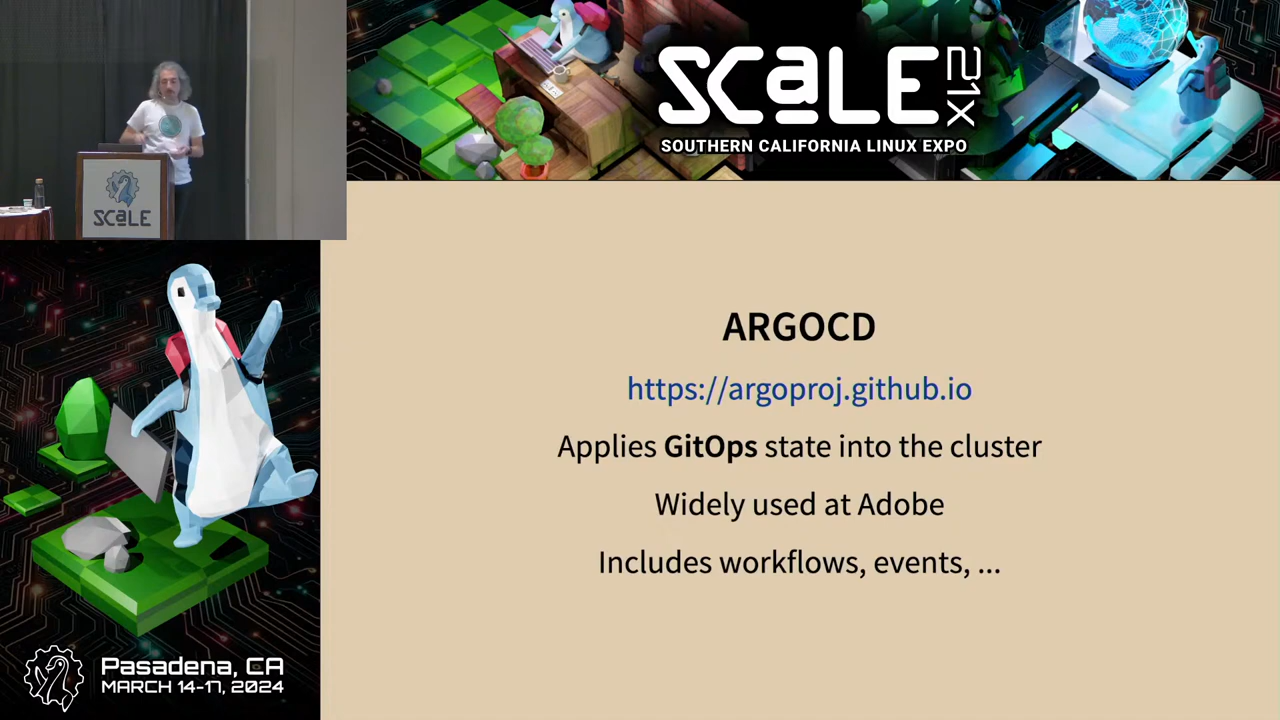 SCaLE
SCaLE 21X
SOUTHERN CALIFORNIA LINUX EXPO
ARGOCD
https://argoproj.github.io
Applies GitOps state into the cluster
Widely used at Adobe
Includes workflows, events, ...
Pasadena, CA
MARCH 14-17, 2024